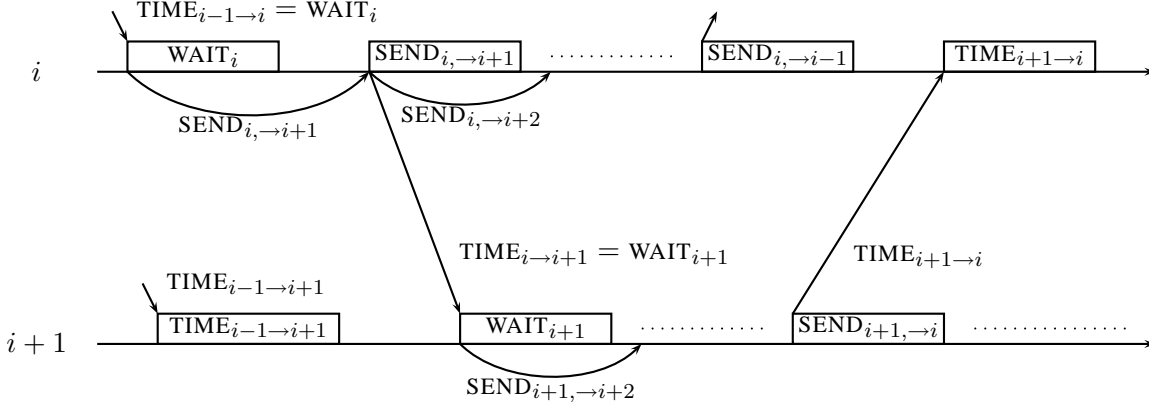 TIME_{i−1→i} = WAIT_i
i
WAIT_i
SEND_{i,→i+1}
....................
SEND_{i,→i−1}
TIME_{i+1→i}
SEND_{i,→i+1}
SEND_{i,→i+2}
TIME_{i→i+1} = WAIT_{i+1}
TIME_{i+1→i}
TIME_{i−1→i+1}
i + 1
TIME_{i−1→i+1}
WAIT_{i+1}
....................
SEND_{i+1,→i}
.........................
SEND_{i+1,→i+2}